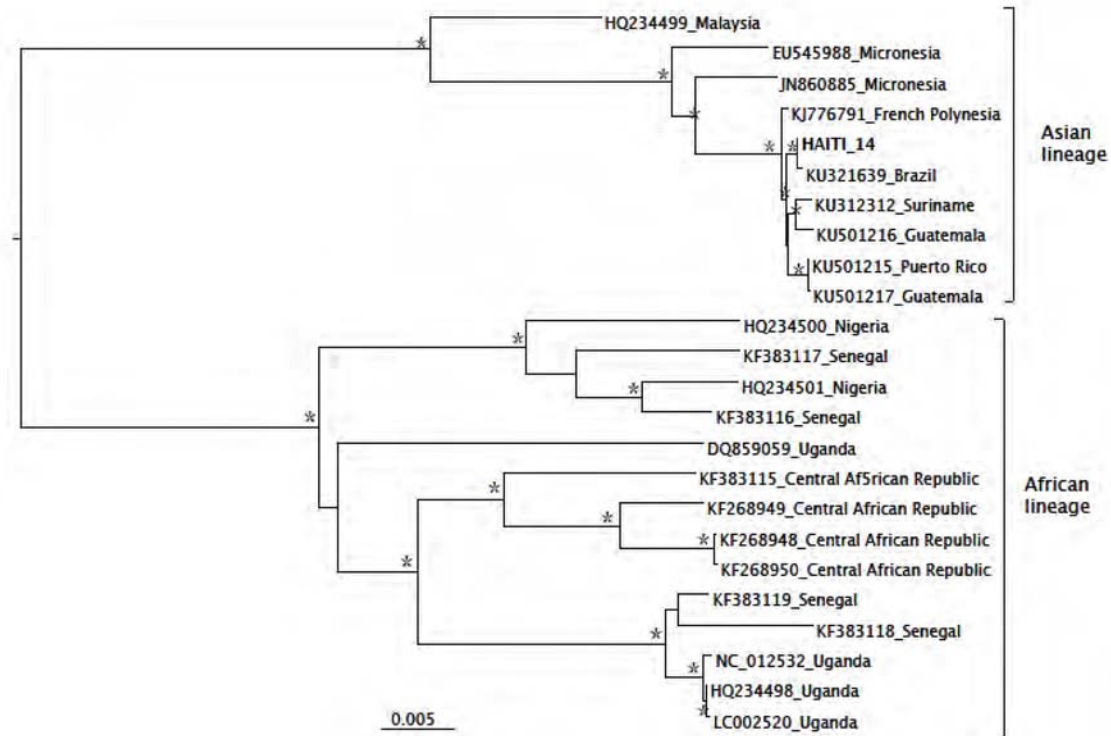 HQ234499_Malaysia
EU545988_Micronesia
JN860885_Micronesia
KJ776791_French Polynesia
HAITI_14
KU321639_Brazil
KU312312_Suriname
KU501216_Guatemala
KU501215_Puerto Rico
KU501217_Guatemala
Asian
lineage
HQ234500_Nigeria
KF383117_Senegal
HQ234501_Nigeria
KF383116_Senegal
DQ859059_Uganda
KF383115_Central Af5rican Republic
KF268949_Central African Republic
KF268948_Central African Republic
KF268950_Central African Republic
KF383119_Senegal
KF383118_Senegal
NC_012532_Uganda
HQ234498_Uganda
LC002520_Uganda
African
lineage
0.005